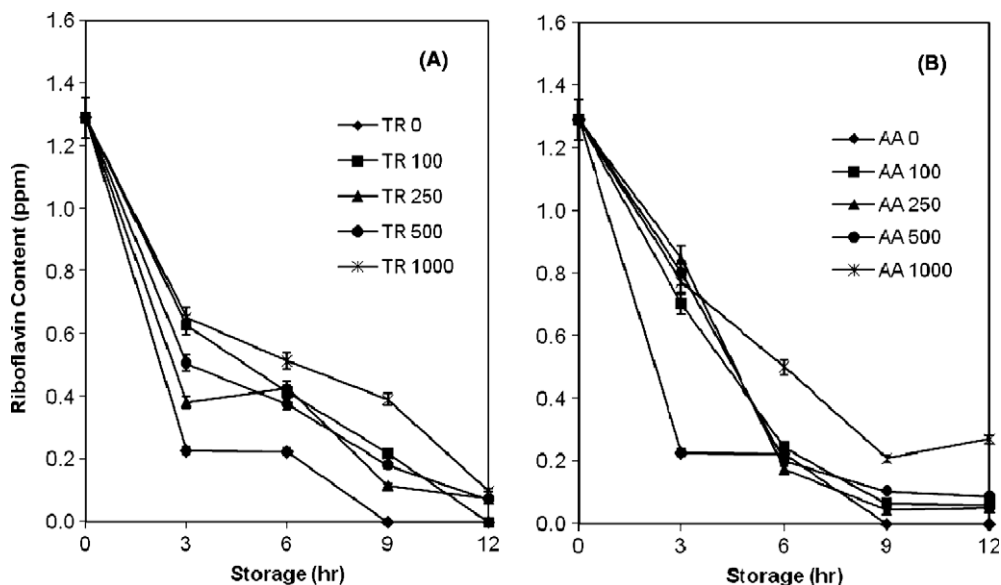 Riboflavin Content (ppm)
1.6
1.4
1.2
1.0
0.8
0.6
0.4
0.2
0.0
(A)
TR 0
TR 100
TR 250
TR 500
TR 1000
0 3 6 9 12
Storage (hr)
1.6
1.4
1.2
1.0
0.8
0.6
0.4
0.2
0.0
(B)
AA 0
AA 100
AA 250
AA 500
AA 1000
0 3 6 9 12
Storage (hr)